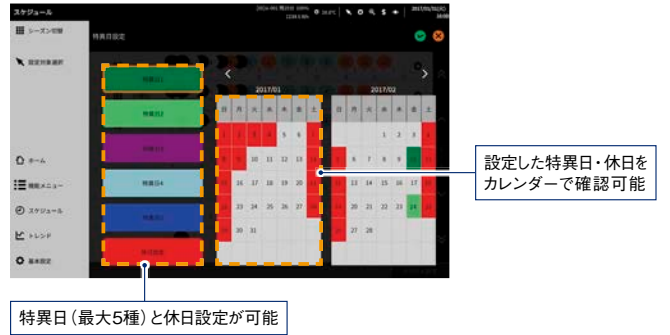 スケジュール
2017/01/31(火)
シーズン切替
特異日設定
設定対象選択
特異日1
特異日2
特異日3
特異日4
特異日5
休日設定
2017/01
日 月 火 水 木 金 土
1 2 3 4 5 6 7
8 9 10 11 12 13 14
15 16 17 18 19 20 21
22 23 24 25 26 27 28
29 30 31
2017/02
日 月 火 水 木 金 土
1 2 3 4
5 6 7 8 9 10 11
12 13 14 15 16 17 18
19 20 21 22 23 24 25
26 27 28
ホーム
機能メニュー
スケジュール
トレンド
基本設定
設定した特異日・休日を
カレンダーで確認可能
特異日（最大5種）と休日設定が可能